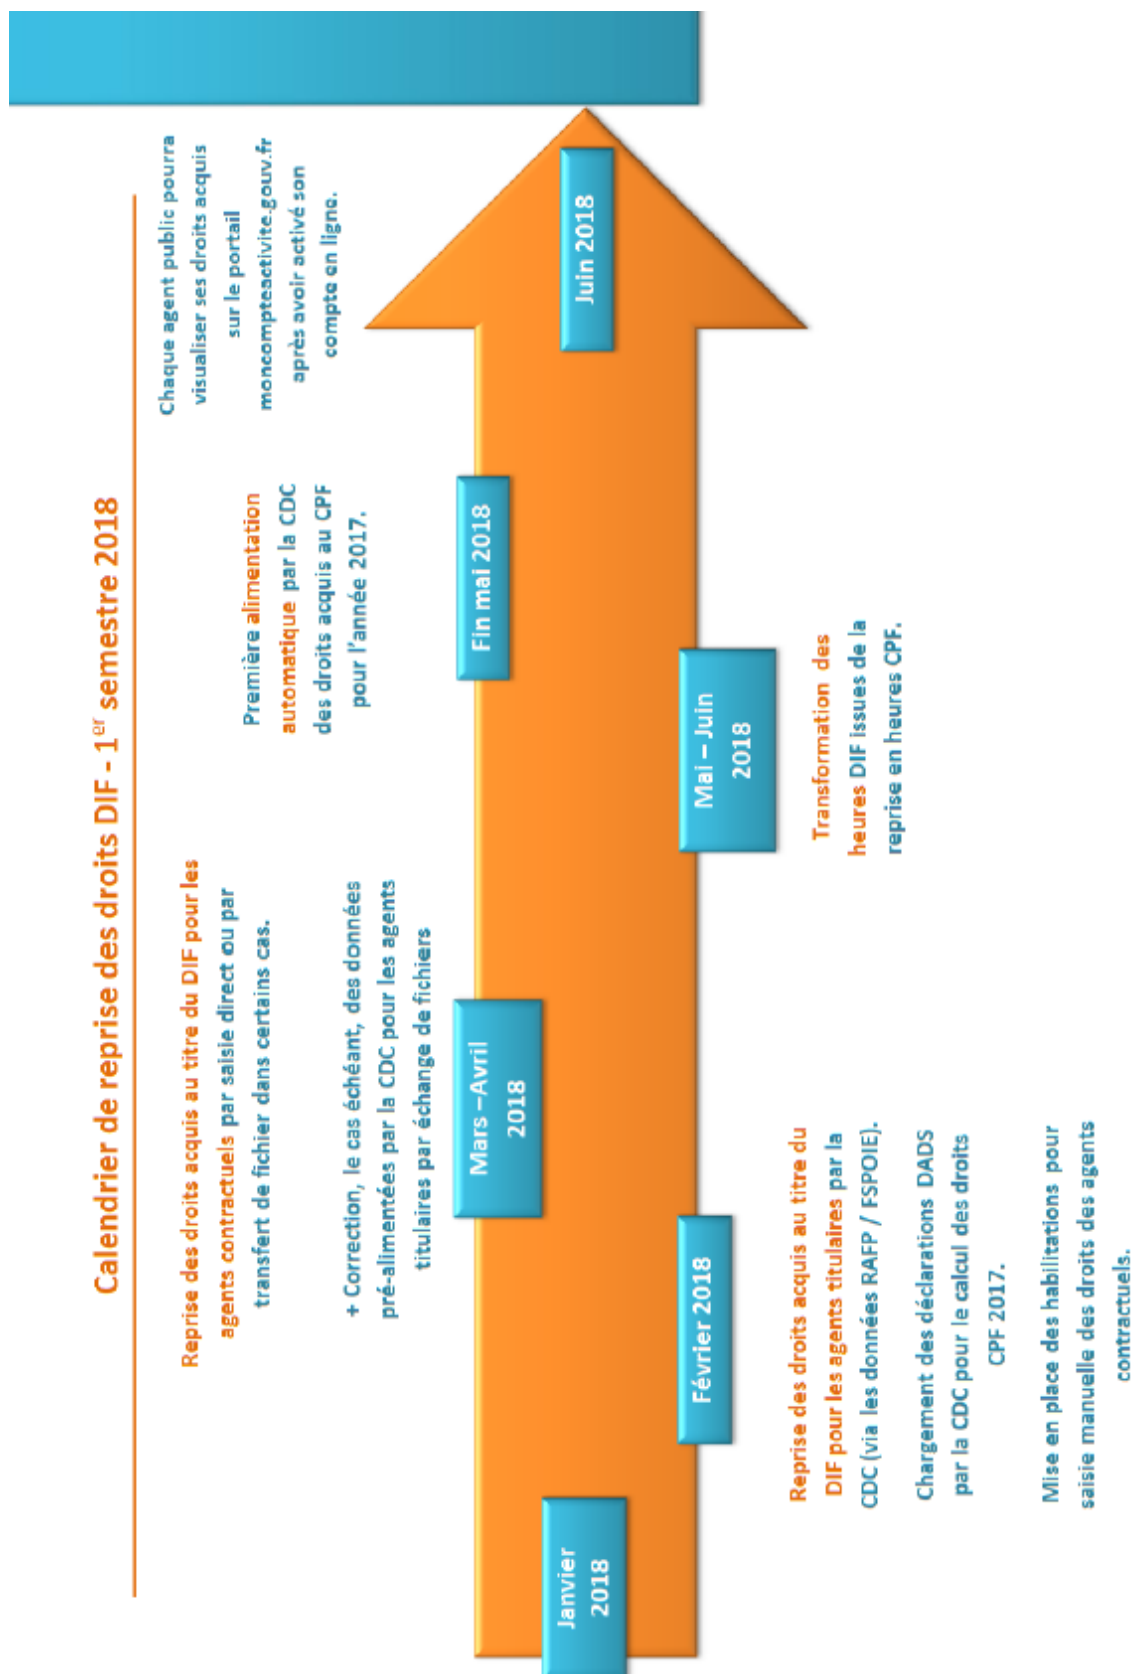 Calendrier de reprise des droits DIF - 1er semestre 2018
Reprise des droits acquis au titre du DIF pour les
agents contractuels par saisie direct ou par
transfert de fichier dans certains cas.
+ Correction, le cas échéant, des données
pré-alimentées par la CDC pour les agents
titulaires par échange de fichiers
Première alimentation
automatique par la CDC
des droits acquis au CPF
pour l'année 2017.
Chaque agent public pourra
visualiser ses droits acquis
sur le portail
moncompteactivite.gouv.fr
après avoir activé son
compte en ligne.
Janvier
2018
Février 2018
Mars –Avril
2018
Mai – Juin
2018
Fin mai 2018
Juin 2018
Reprise des droits acquis au titre du
DIF pour les agents titulaires par la
CDC (via les données RAFP / FSPOIE).
Chargement des déclarations DADS
par la CDC pour le calcul des droits
CPF 2017.
Mise en place des habilitations pour
saisie manuelle des droits des agents
contractuels.
Transformation des
heures DIF issues de la
reprise en heures CPF.